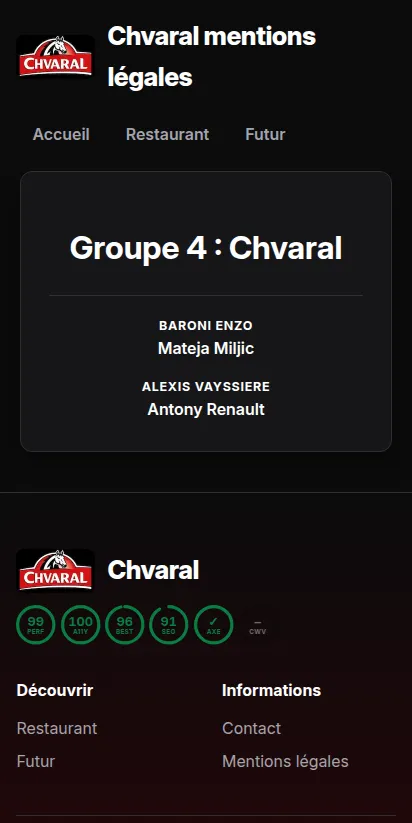 CHVARAL
Chvaral mentions
légales
Accueil Restaurant Futur
Groupe 4 : Chvaral
BARONI ENZO
Mateja Miljic
ALEXIS VAYSSIERE
Antony Renault
CHVARAL
Chvaral
99 100 96 91 ✓ –
PERF A11Y BEST SEO AXE CWV
Découvrir Informations
Restaurant Contact
Futur Mentions légales